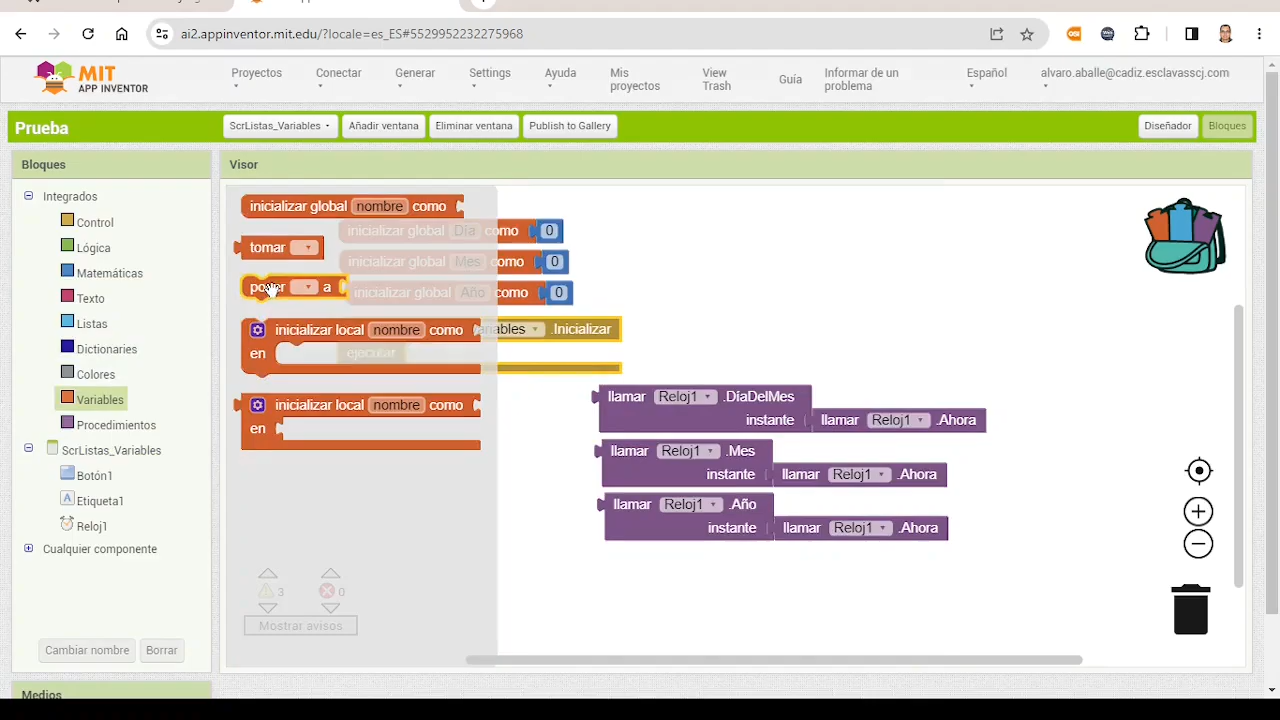 ai2.appinventor.mit.edu/?locale=es_ES#5529952232275968
MIT
APP INVENTOR
Proyectos
Conectar
Generar
Settings
Ayuda
Mis
proyectos
View
Trash
Guía
Informar de un
problema
Español
alvaro.aballe@cadiz.esclavasscj.com
Prueba
ScrListas_Variables
Añadir ventana
Eliminar ventana
Publish to Gallery
Diseñador
Bloques
Bloques
Visor
Integrados
Control
Lógica
Matemáticas
Texto
Listas
Dictionaries
Colores
Variables
Procedimientos
ScrListas_Variables
Botón1
Etiqueta1
Reloj1
Cualquier componente
Cambiar nombre
Borrar
Medios
inicializar global nombre como
tomar
poner a
inicializar local nombre como
en
inicializar local nombre como
en
inicializar global Día como 0
inicializar global Mes como 0
inicializar global Año como 0
.Inicializar
ejecutar
llamar Reloj1 .DíaDelMes
instante llamar Reloj1 .Ahora
llamar Reloj1 .Mes
instante llamar Reloj1 .Ahora
llamar Reloj1 .Año
instante llamar Reloj1 .Ahora
3
0
Mostrar avisos